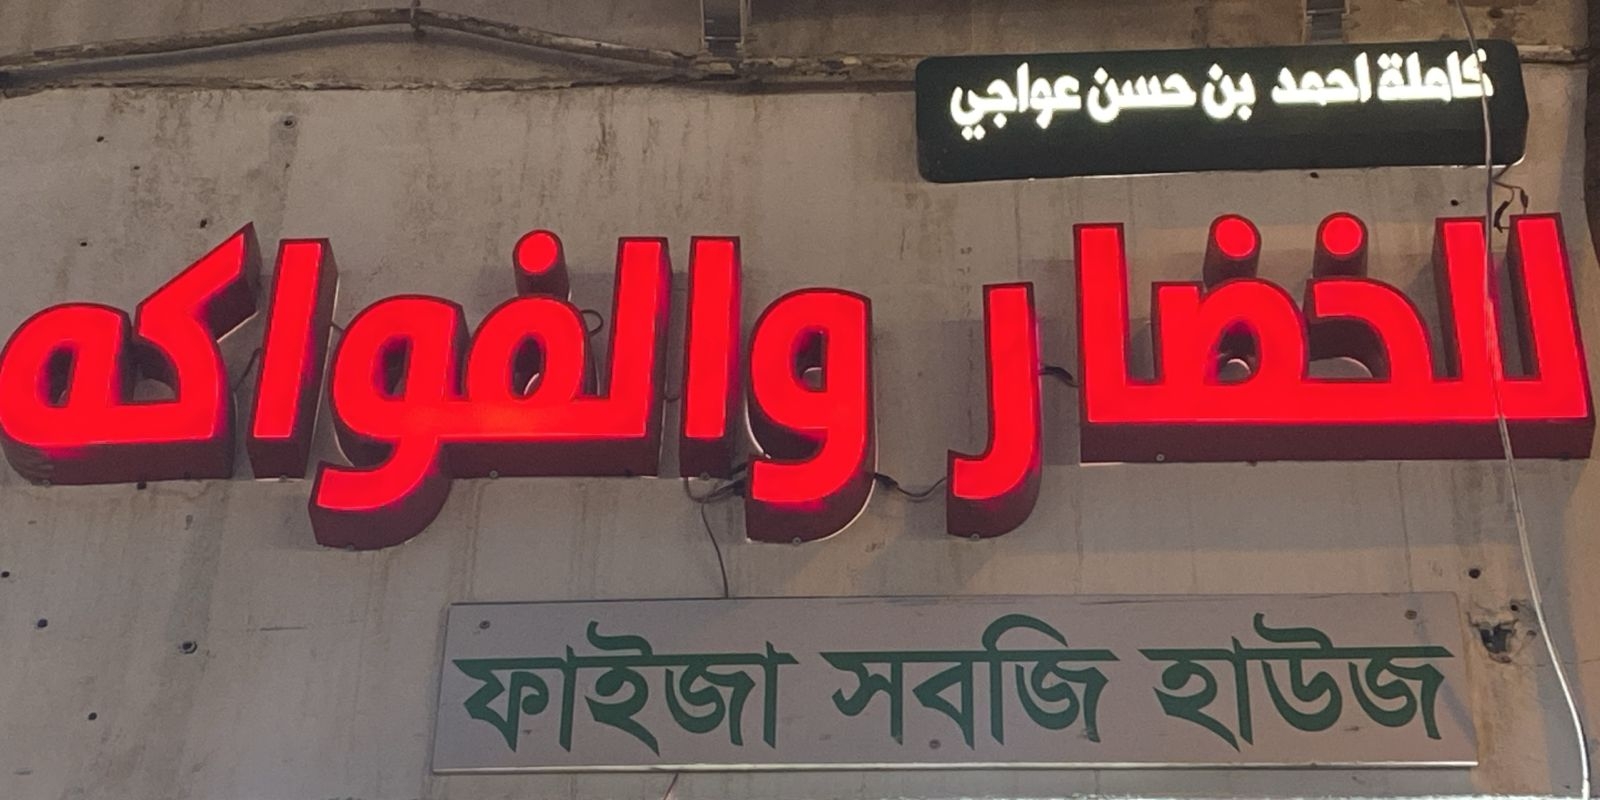 كاملة احمد بن حسن عواجي
للخضار والفواكه
ফাইজা সবজি হাউজ